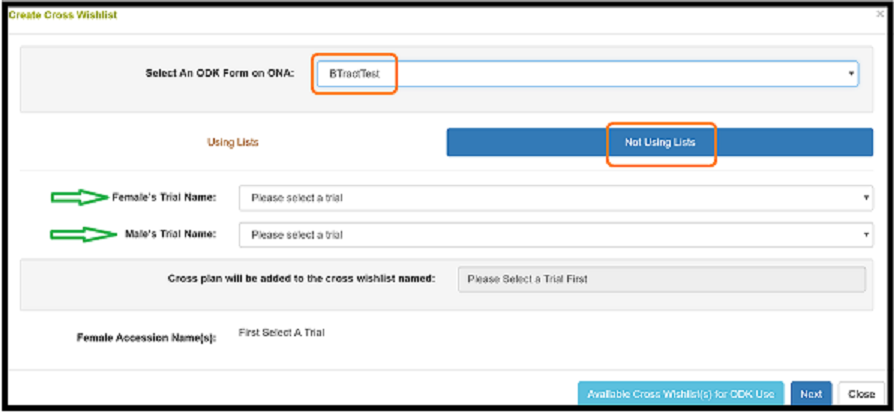 Create Cross Wishlist ×
Select An ODK Form on ONA: BTractTest
Using Lists Not Using Lists
Female's Trial Name: Please select a trial
Male's Trial Name: Please select a trial
Cross plan will be added to the cross wishlist named: Please Select a Trial First
Female Accession Name(s): First Select A Trial
Available Cross Wishlist(s) for ODK Use Next Close